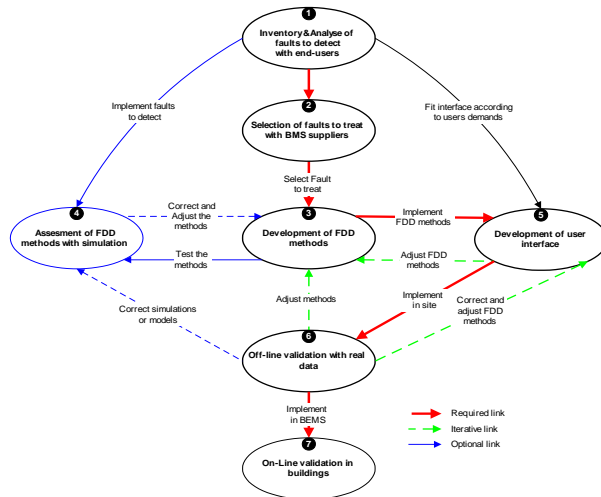 1
Inventory&Analyse of
faults to detect
with end-users
Implement faults
to detect
Fit interface according
to users demands
2
Selection of faults to treat
with BMS suppliers
Select Fault
to treat
4
Assesment of FDD
methods with simulation
Correct and
Adjust the
methods
3
Development of FDD
methods
Implement
FDD methods
5
Development of user
interface
Test the
methods
Adjust FDD
methods
Adjust methods
Implement
in site
Correct and
adjust FDD
methods
Correct simulations
or models
6
Off-line validation with real
data
Implement
in BEMS
7
On-Line validation in
buildings
Required link
Iterative link
Optional link